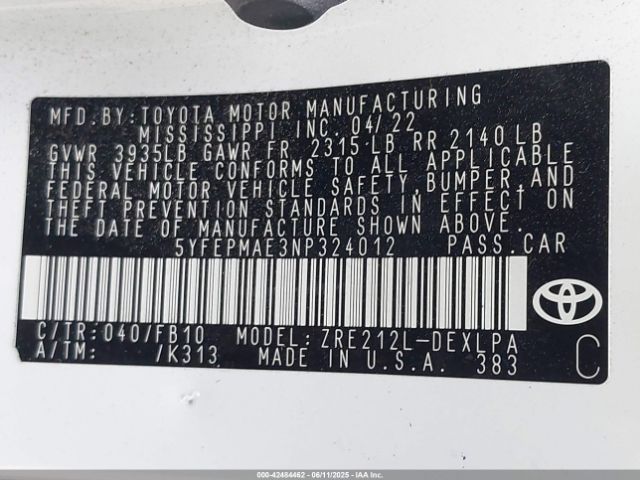 MFD.BY:TOYOTA MOTOR MANUFACTURING
MISSISSIPPI INC. 04/22
GVWR 3935LB GAWR FR 2315 LB RR 2140 LB
THIS VEHICLE CONFORMS TO ALL APPLICABLE
FEDERAL MOTOR VEHICLE SAFETY,BUMPER,AND
THEFT PREVENTION STANDARDS IN EFFECT ON
THE DATE OF MANUFACTURE SHOWN ABOVE.
5YFEPMAE3NP324012 PASS.CAR
C/TR:040/FB10 MODEL:ZRE212L-DEXLPA
A/TM: /K313 MADE IN U.S.A. 383
C
000-42484462 - 06/11/2025 - IAAI.COM